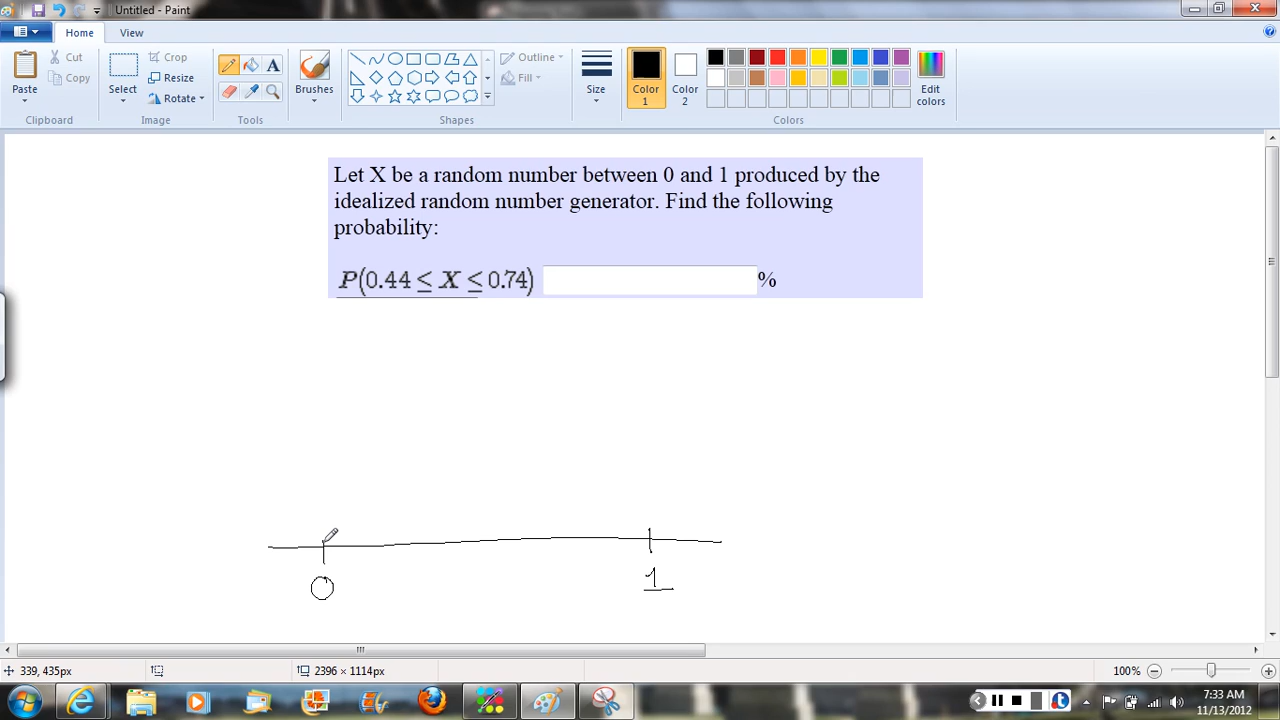 Untitled - Paint
Home
View
Paste
Cut
Copy
Clipboard
Select
Crop
Resize
Rotate
Image
A
Tools
Brushes
Outline
Fill
Shapes
Size
Color
1
Color
2
Edit
colors
Colors
Let X be a random number between 0 and 1 produced by the
idealized random number generator. Find the following
probability:
P(0.44 ≤ X ≤ 0.74) %
0
1
339, 435px
2396 × 1114px
100%
7:33 AM
11/13/2012